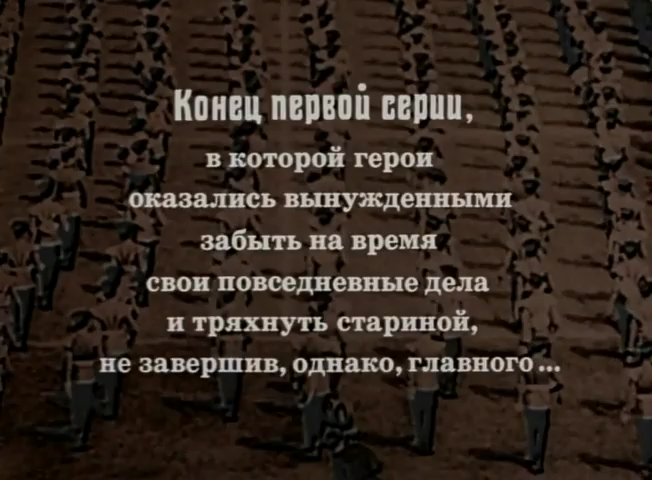 Конец первой серии,
в которой герои
оказались вынужденными
забыть на время
свои повседневные дела
и тряхнуть стариной,
не завершив, однако, главного...